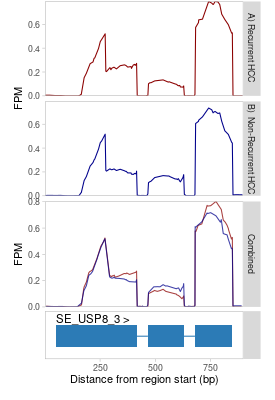 0.6
0.4
0.2
0.0
A) Recurrent HCC
0.6
0.4
0.2
0.0
B) Non-Recurrent HCC
FPM
FPM
0.8
0.6
0.4
0.2
0.0
Combined
SE_USP8_3 >
250
500
750
Distance from region start (bp)